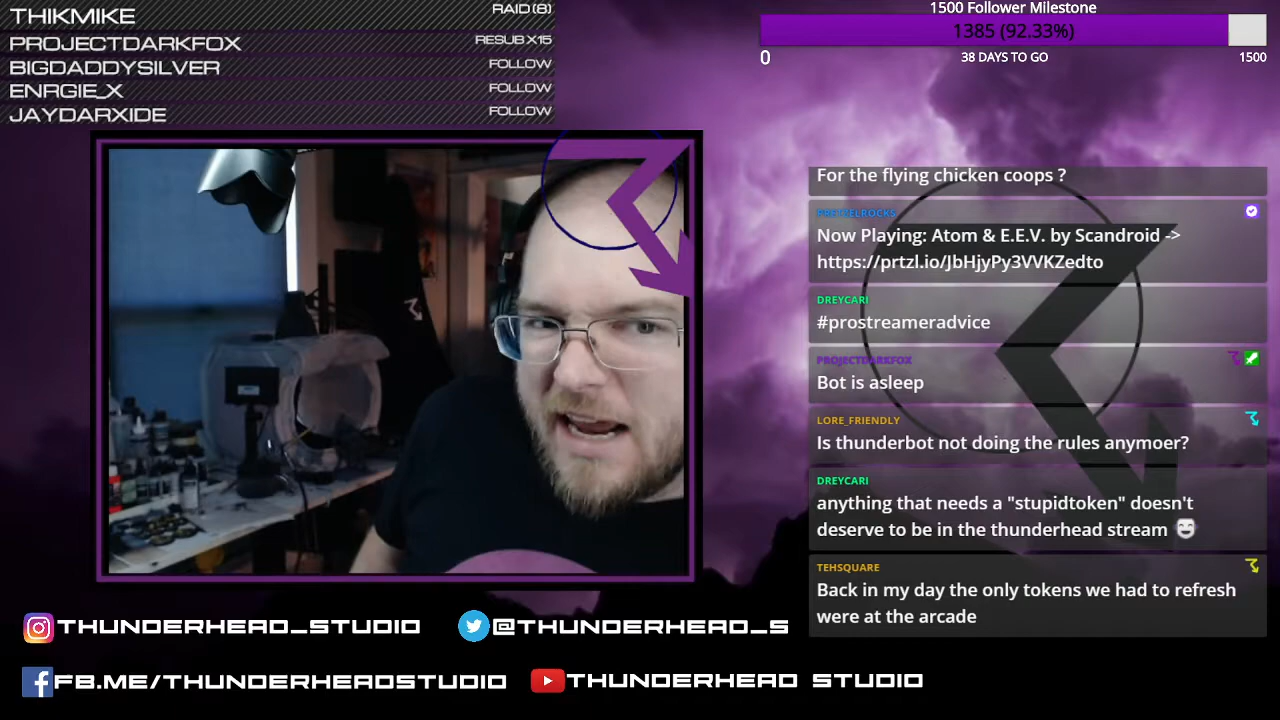 THIKMIKE RAID (8)
PROJECTDARKFOX RESUB X15
BIGDADDYSILVER FOLLOW
ENRGIE_X FOLLOW
JAYDARXIDE FOLLOW
1500 Follower Milestone
1385 (92.33%)
0 38 DAYS TO GO 1500
For the flying chicken coops ?
PRETZELROCKS
Now Playing: Atom & E.E.V. by Scandroid ->
https://prtzl.io/JbHjyPy3VVKZedto
DREYCARI
#prostreameradvice
PROJECTDARKFOX
Bot is asleep
LORE_FRIENDLY
Is thunderbot not doing the rules anymoer?
DREYCARI
anything that needs a "stupidtoken" doesn't
deserve to be in the thunderhead stream
TEHSQUARE
Back in my day the only tokens we had to refresh
were at the arcade
THUNDERHEAD_STUDIO @THUNDERHEAD_S
FB.ME/THUNDERHEADSTUDIO THUNDERHEAD STUDIO